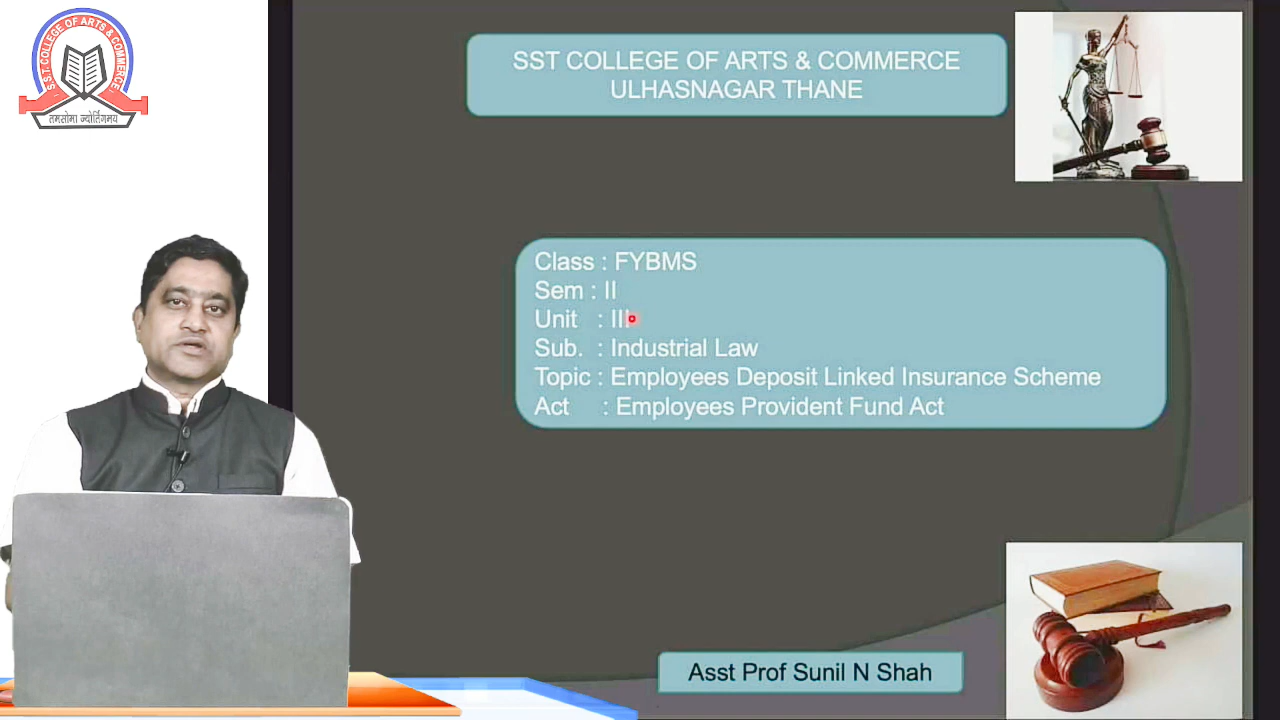 S.S.T. COLLEGE OF ARTS & COMMERCE
तमसोमा ज्योतिंगमय
SST COLLEGE OF ARTS & COMMERCE
ULHASNAGAR THANE
Class : FYBMS
Sem : II
Unit : III
Sub. : Industrial Law
Topic : Employees Deposit Linked Insurance Scheme
Act : Employees Provident Fund Act
Asst Prof Sunil N Shah